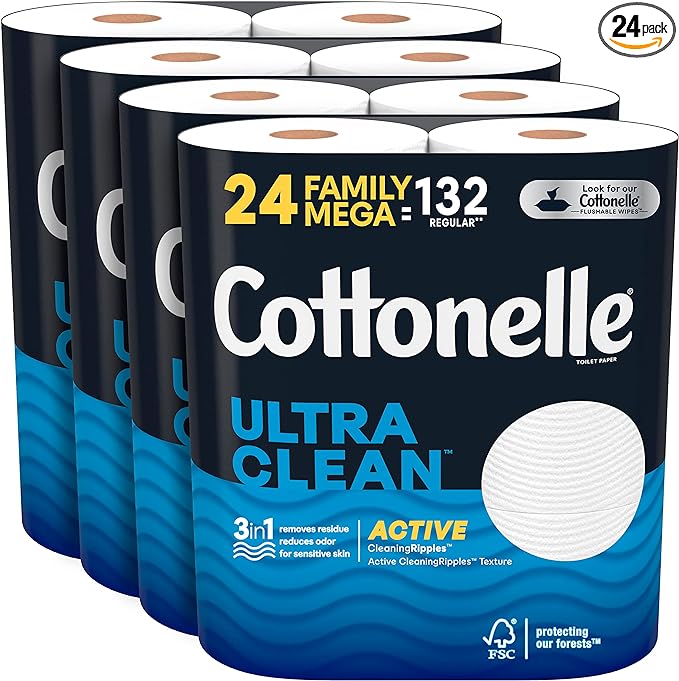 24 pack
24 FAMILY MEGA = 132 REGULAR**
Look for our
Cottonelle®
FLUSHABLE WIPES™
Cottonelle®
TOILET PAPER
ULTRA
CLEAN™
3in1
removes residue
reduces odor
for sensitive skin
ACTIVE
CleaningRipples™
Active CleaningRipples™ Texture
FSC
protecting
our forests™
C
C
C
U
C
U
C
U
C